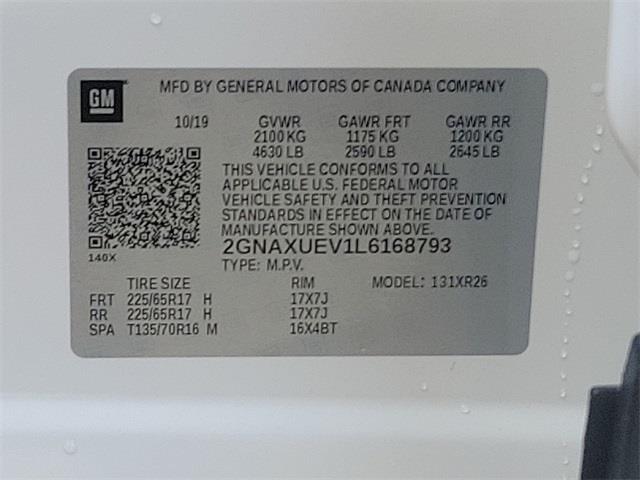 GM
MFD BY GENERAL MOTORS OF CANADA COMPANY
10/19 GVWR GAWR FRT GAWR RR
2100 KG 1175 KG 1200 KG
4630 LB 2590 LB 2645 LB
THIS VEHICLE CONFORMS TO ALL
APPLICABLE U.S. FEDERAL MOTOR
VEHICLE SAFETY AND THEFT PREVENTION
STANDARDS IN EFFECT ON THE DATE OF
MANUFACTURE SHOWN ABOVE.
2GNAXUEV1L6168793
140X
TYPE: M.P.V.
TIRE SIZE RIM MODEL: 131XR26
FRT 225/65R17 H 17X7J
RR 225/65R17 H 17X7J
SPA T135/70R16 M 16X4BT